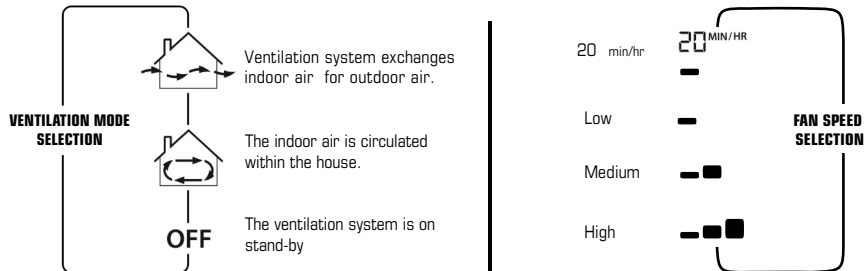 VENTILATION MODE
SELECTION
Ventilation system exchanges
indoor air for outdoor air.
The indoor air is circulated
within the house.
OFF
The ventilation system is on
stand-by
20 min/hr
20 MIN/HR
Low
Medium
High
FAN SPEED
SELECTION